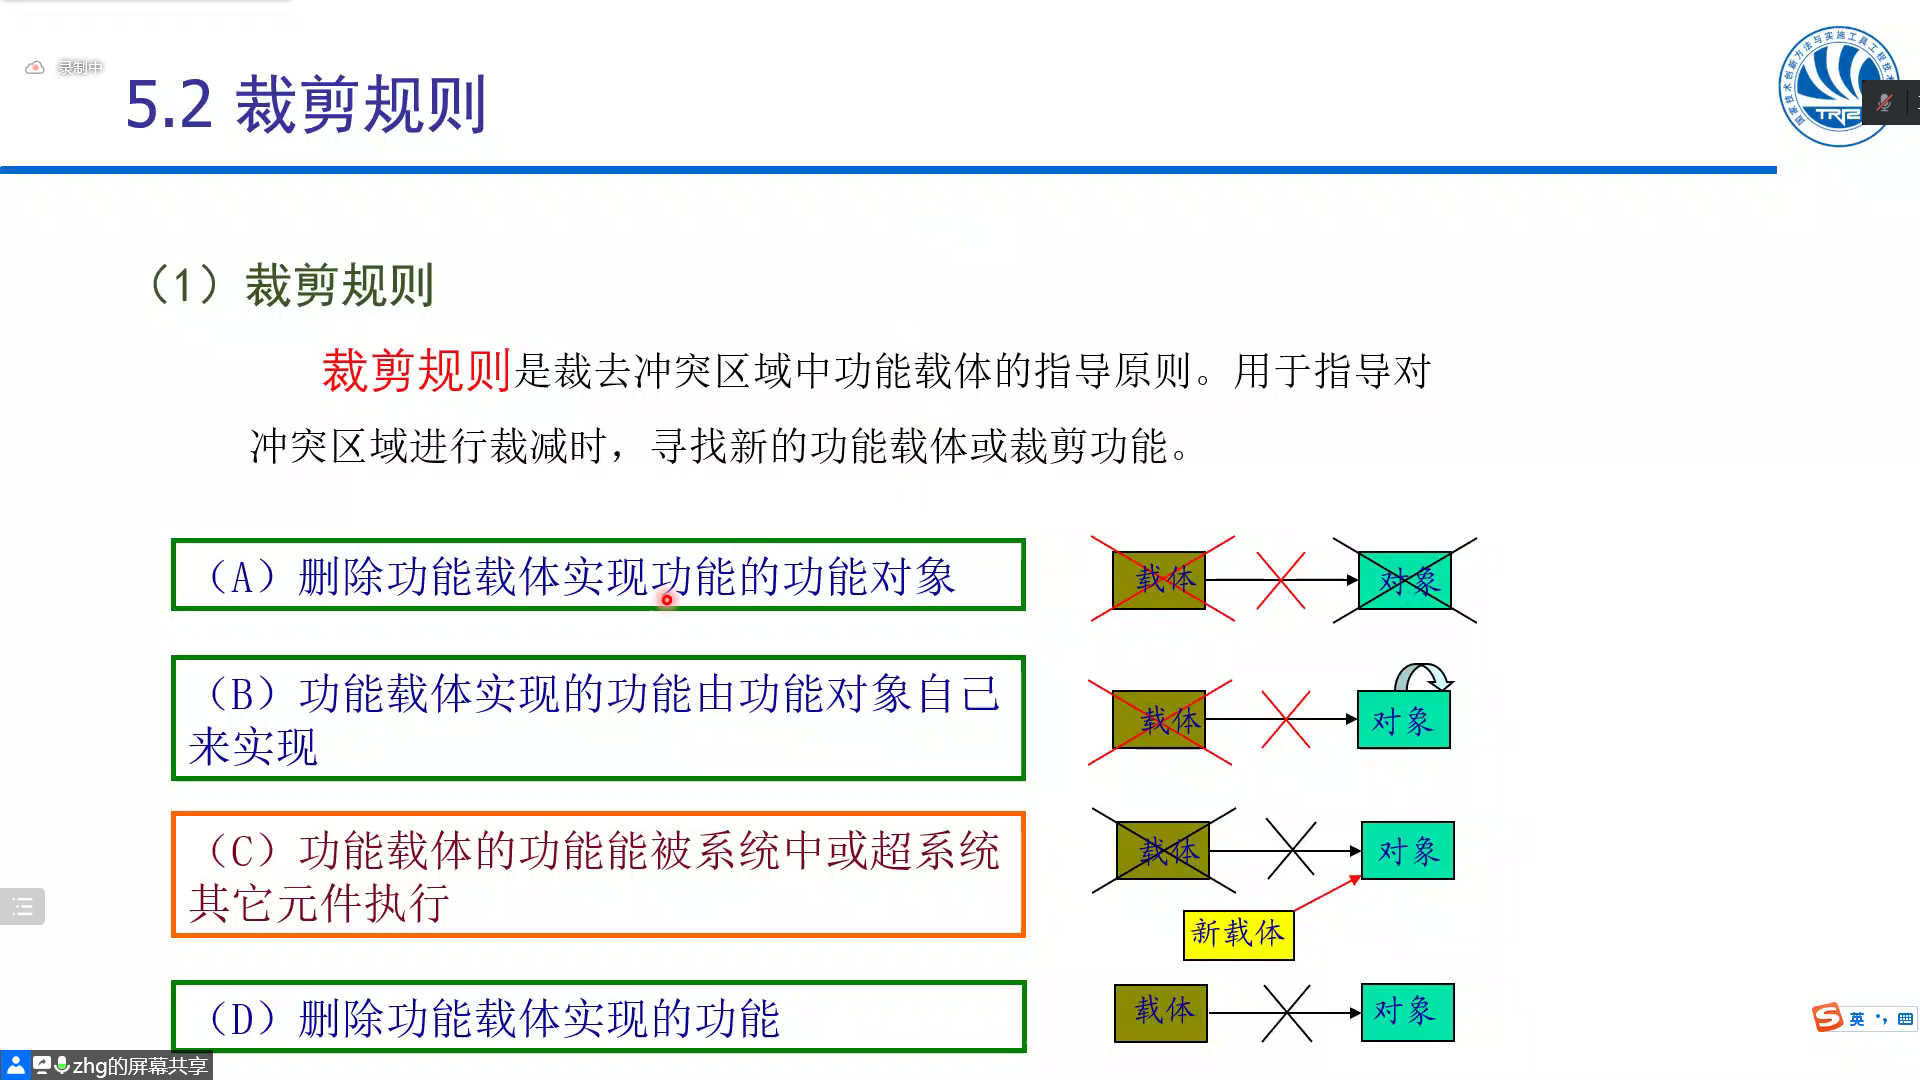 录制中
5.2 裁剪规则
TRIZ
（1）裁剪规则
裁剪规则是裁去冲突区域中功能载体的指导原则。用于指导对
冲突区域进行裁减时，寻找新的功能载体或裁剪功能。
（A）删除功能载体实现功能的功能对象
载体
对象
（B）功能载体实现的功能由功能对象自己
来实现
载体
对象
（C）功能载体的功能能被系统中或超系统
其它元件执行
载体
对象
新载体
（D）删除功能载体实现的功能
载体
对象
英
zhg的屏幕共享